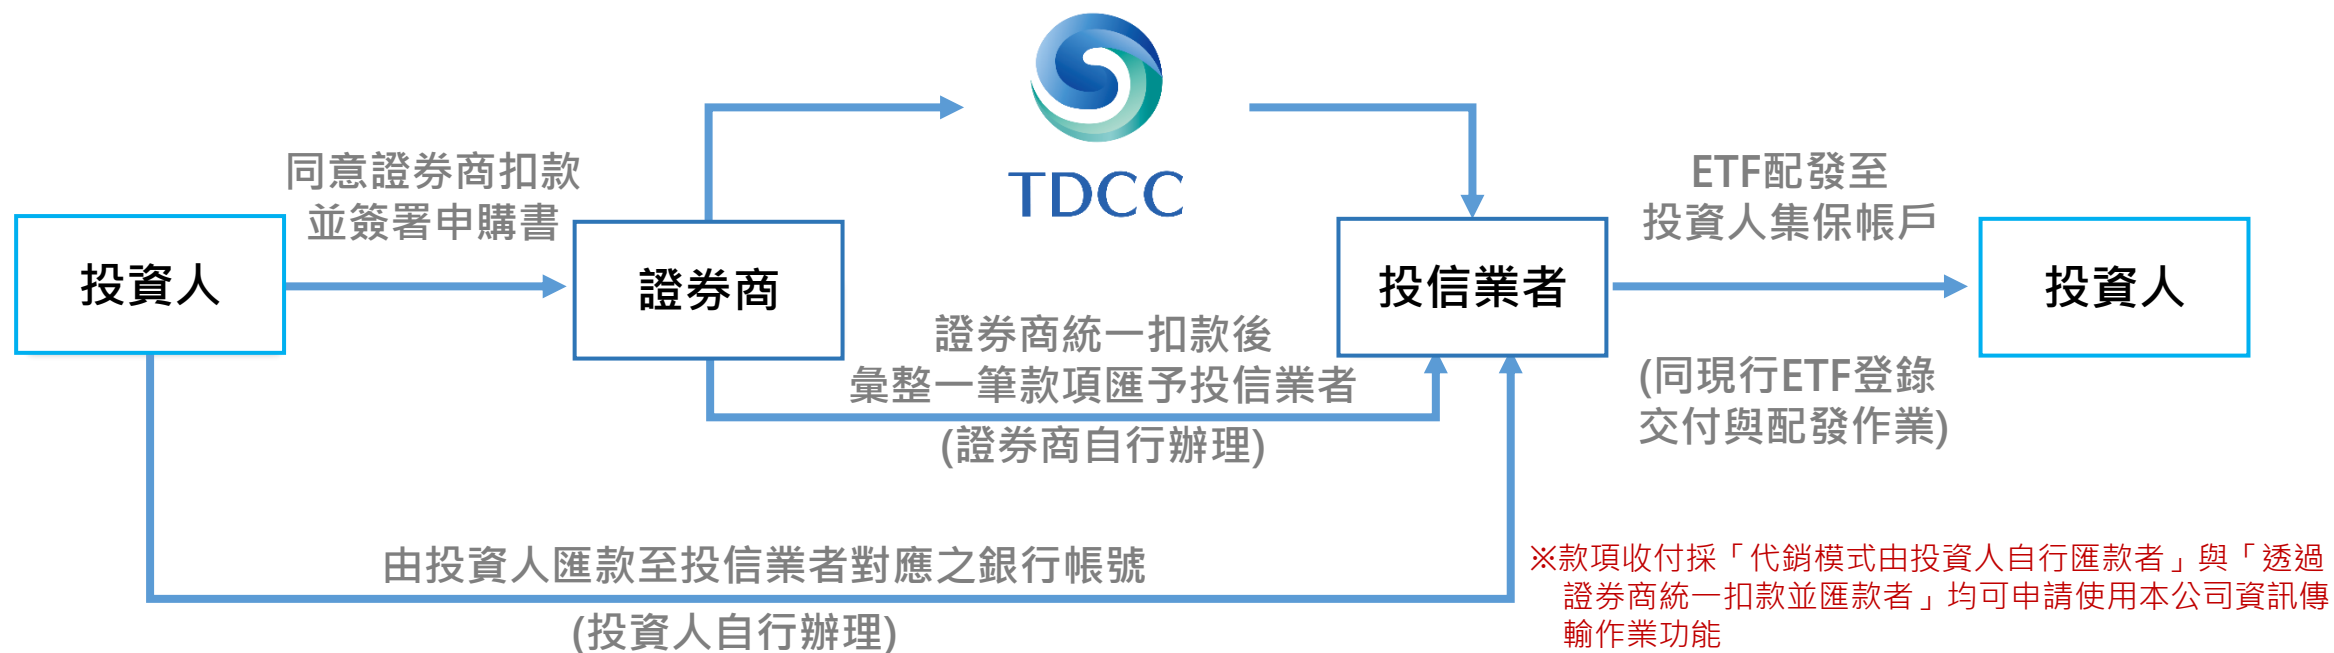 TDCC
同意證券商扣款
並簽署申購書
投資人
證券商
投信業者
ETF配發至
投資人集保帳戶
投資人
證券商統一扣款後
彙整一筆款項匯予投信業者
(證券商自行辦理)
(同現行ETF登錄
交付與配發作業)
由投資人匯款至投信業者對應之銀行帳號
(投資人自行辦理)
※款項收付採「代銷模式由投資人自行匯款者」與「透過
證券商統一扣款並匯款者」均可申請使用本公司資訊傳
輸作業功能